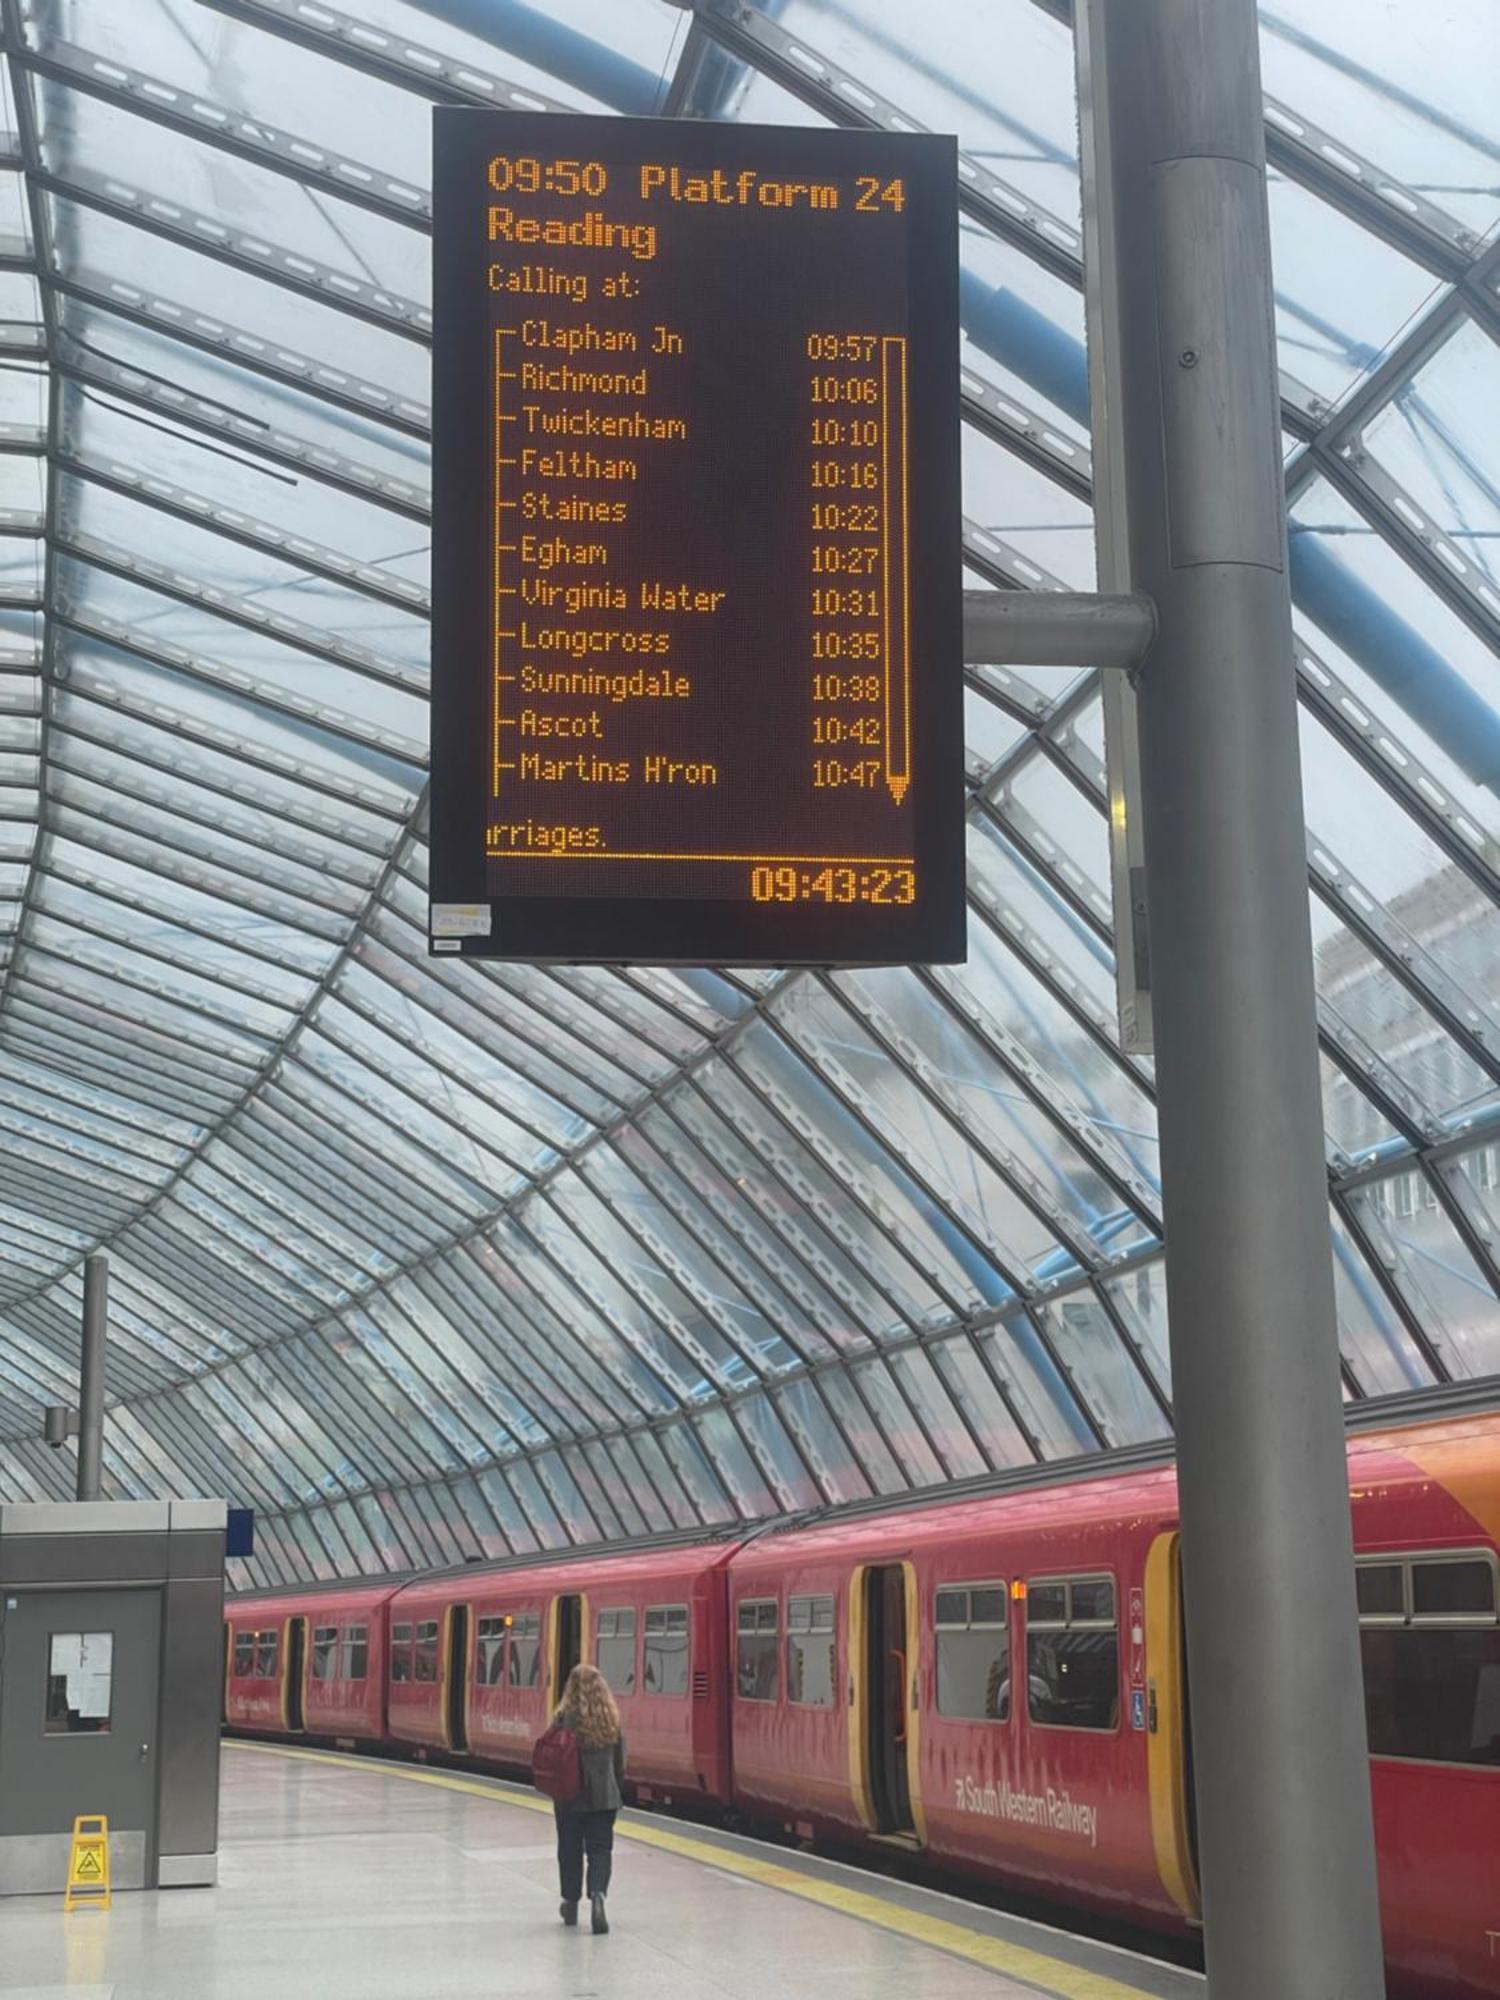 09:50 Platform 24
Reading
Calling at:
Clapham Jn 09:57
Richmond 10:06
Twickenham 10:10
Feltham 10:16
Staines 10:22
Egham 10:27
Virginia Water 10:31
Longcross 10:35
Sunningdale 10:38
Ascot 10:42
Martins H'ron 10:47
arriages.
09:43:23
South Western Railway